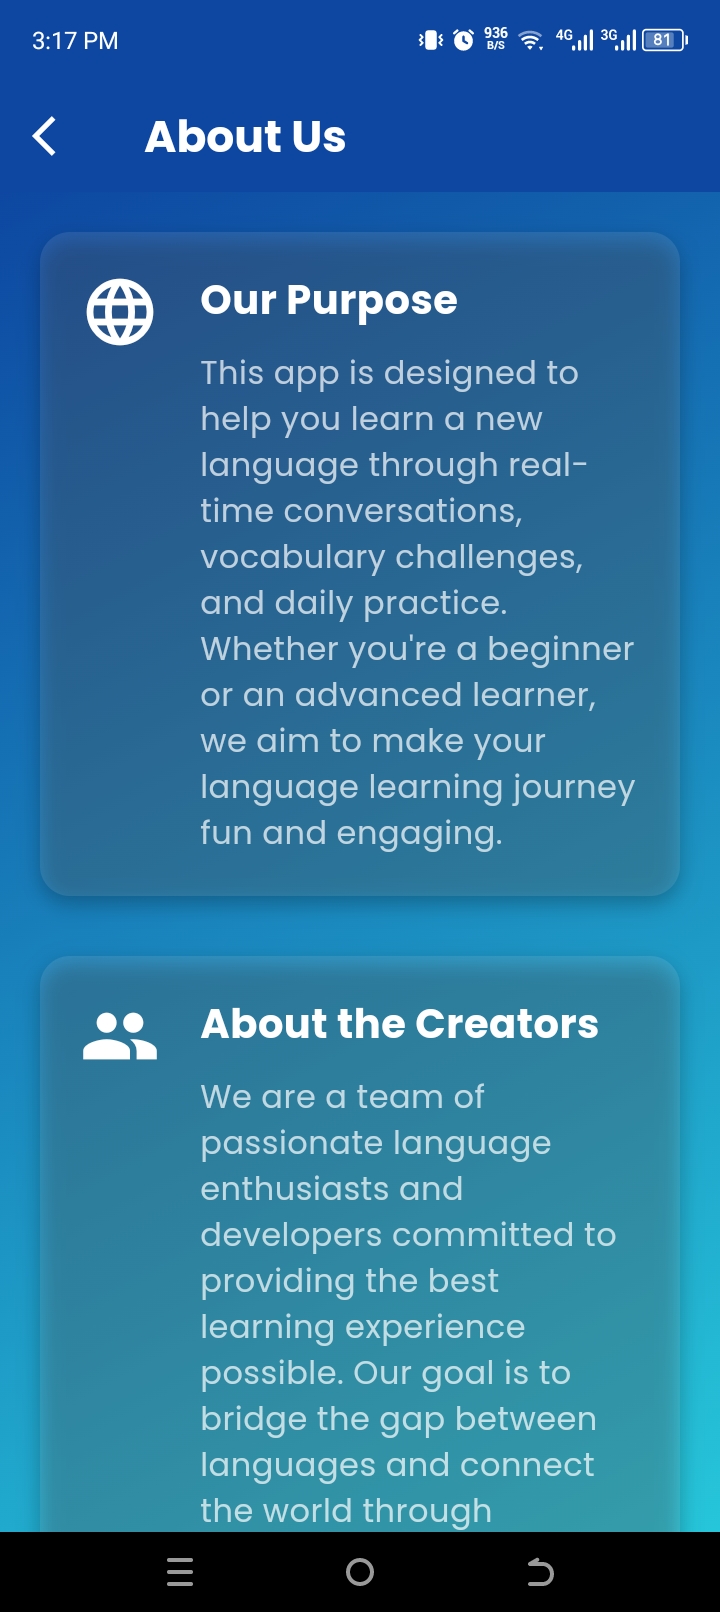 3:17 PM
936
B/S
4G
3G
81
About Us
Our Purpose
This app is designed to
help you learn a new
language through real-
time conversations,
vocabulary challenges,
and daily practice.
Whether you're a beginner
or an advanced learner,
we aim to make your
language learning journey
fun and engaging.
About the Creators
We are a team of
passionate language
enthusiasts and
developers committed to
providing the best
learning experience
possible. Our goal is to
bridge the gap between
languages and connect
the world through